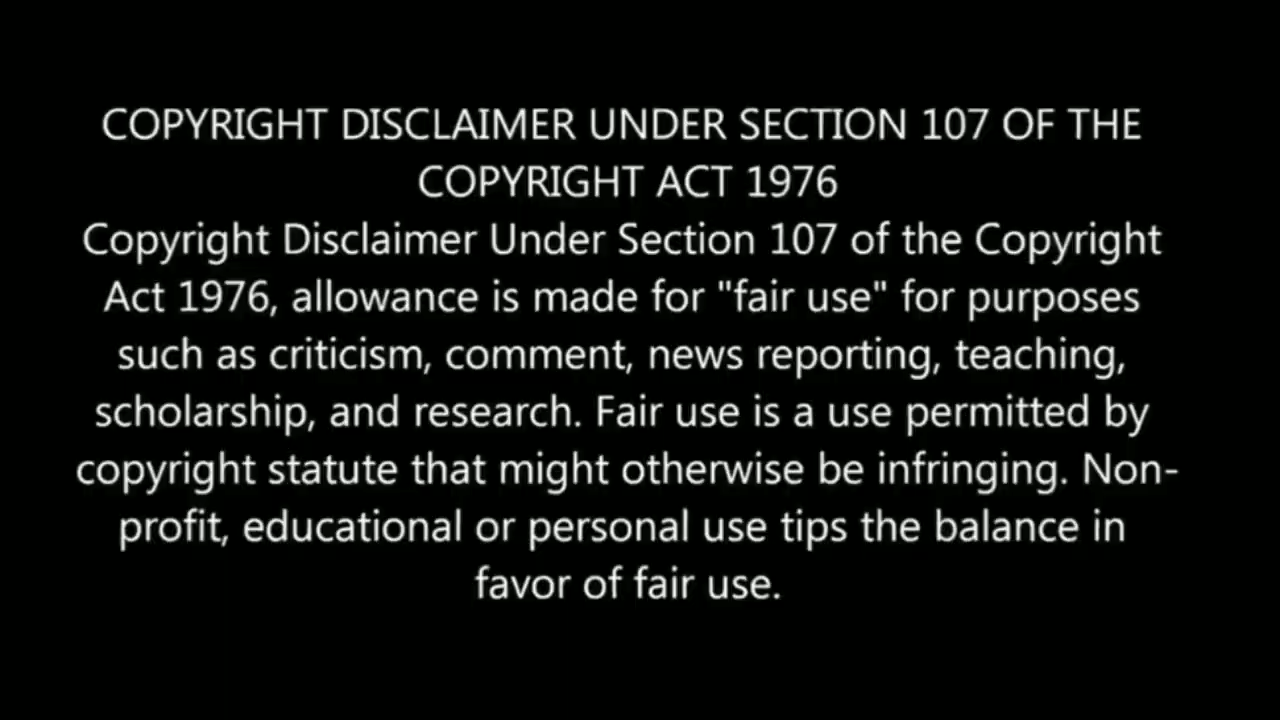 COPYRIGHT DISCLAIMER UNDER SECTION 107 OF THE
COPYRIGHT ACT 1976
Copyright Disclaimer Under Section 107 of the Copyright
Act 1976, allowance is made for "fair use" for purposes
such as criticism, comment, news reporting, teaching,
scholarship, and research. Fair use is a use permitted by
copyright statute that might otherwise be infringing. Non-
profit, educational or personal use tips the balance in
favor of fair use.